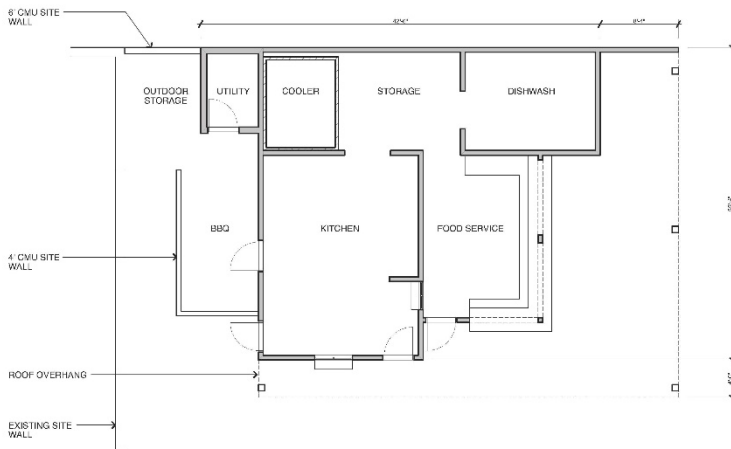 6' CMU SITE
WALL
OUTDOOR
STORAGE
UTILITY
COOLER
STORAGE
DISHWASH
BBQ
KITCHEN
FOOD SERVICE
4' CMU SITE
WALL
ROOF OVERHANG
EXISTING SITE
WALL